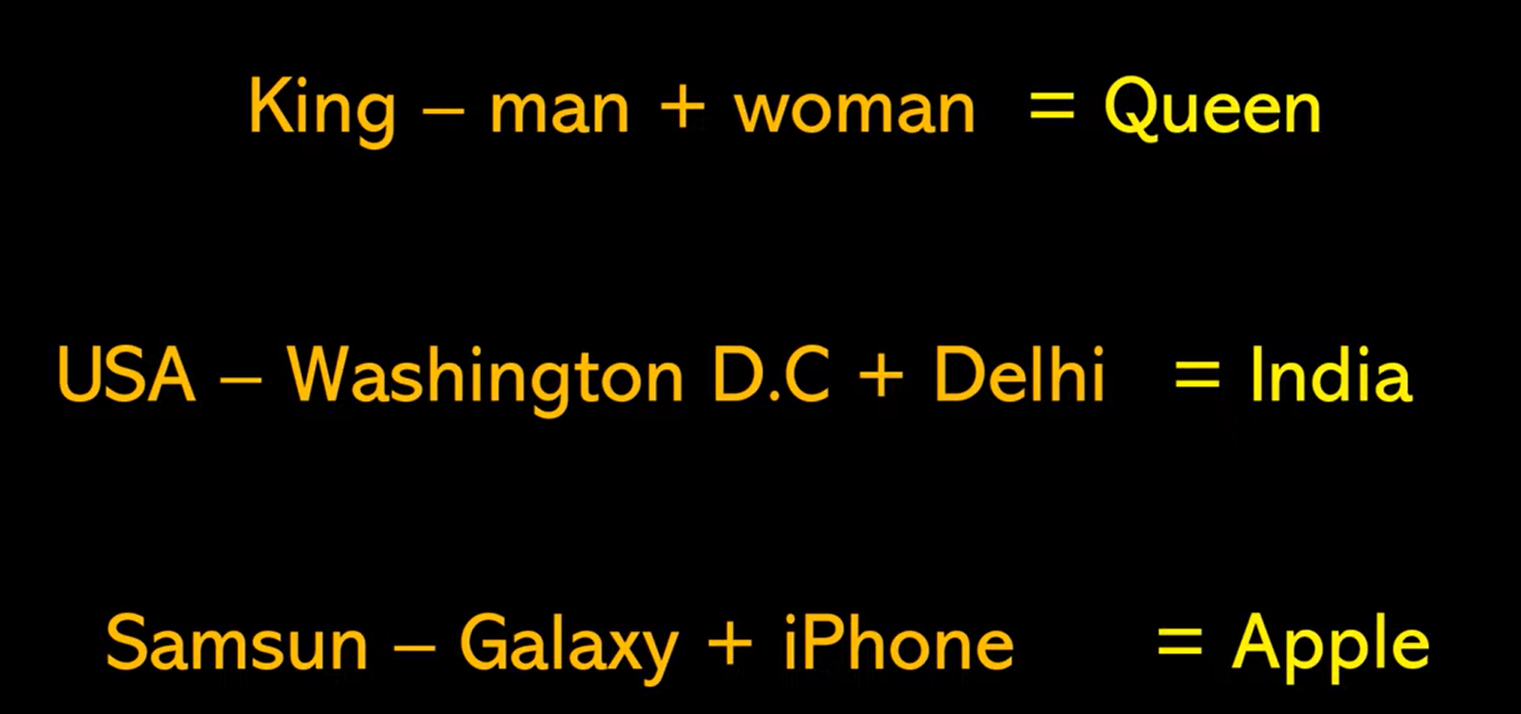 King – man + woman = Queen
USA – Washington D.C + Delhi = India
Samsun – Galaxy + iPhone = Apple